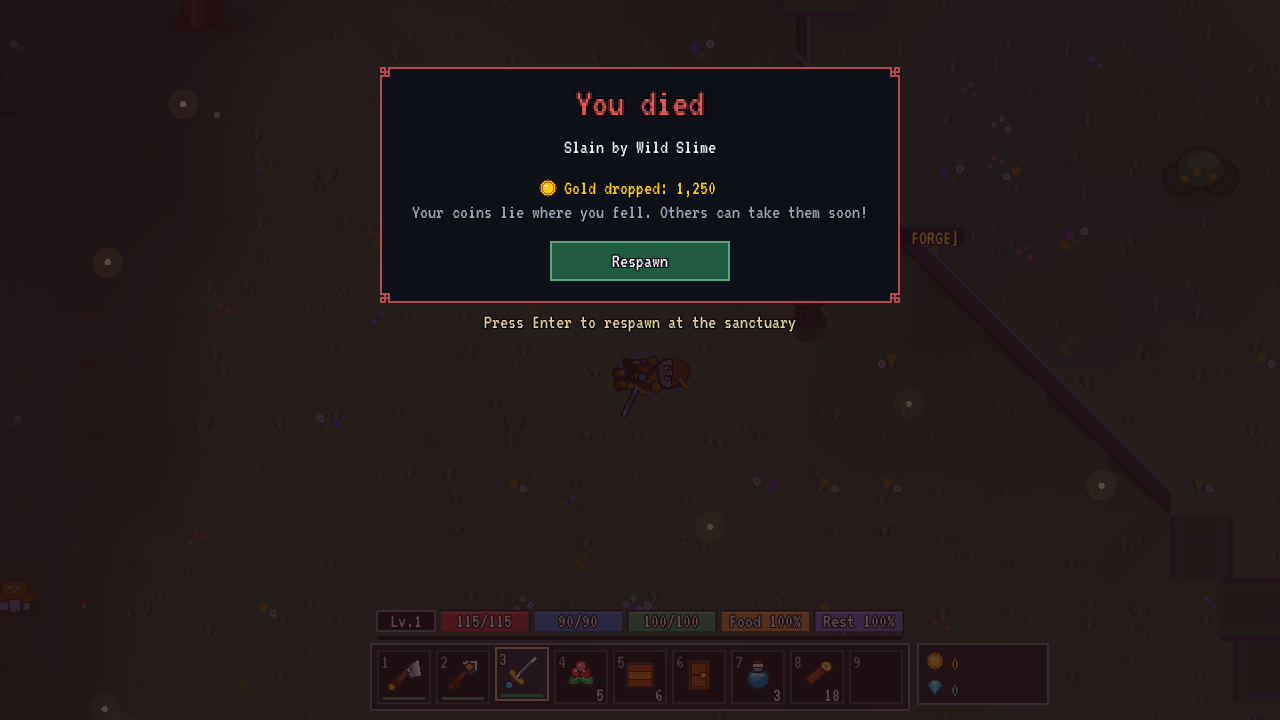 You died
Slain by Wild Slime
Gold dropped: 1,250
Your coins lie where you fell. Others can take them soon!
FORGE]
Respawn
Press Enter to respawn at the sanctuary
Lv.1 115/115 90/90 100/100 Food 100% Rest 100%
1 2 3 4 5 6 7 8 9
5 6 3 18
0
0